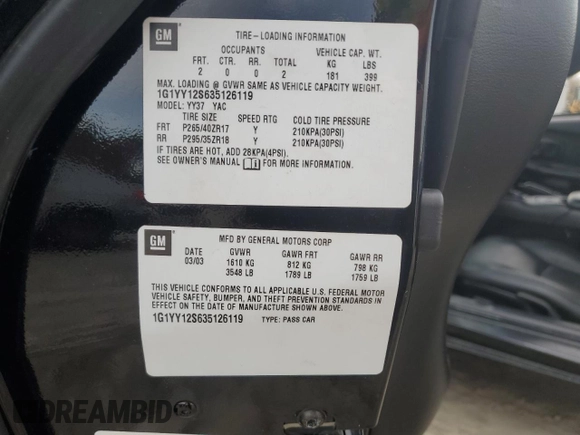 GM
TIRE-LOADING INFORMATION
OCCUPANTS VEHICLE CAP. WT.
FRT. CTR. RR. TOTAL KG LBS
2 0 0 2 181 399
MAX. LOADING @ GVWR SAME AS VEHICLE CAPACITY WEIGHT.
1G1YY12S635126119
MODEL: YY37 YAC
TIRE SIZE SPEED RTG COLD TIRE PRESSURE
FRT P265/40ZR17 Y 210KPA(30PSI)
RR P295/35ZR18 Y 210KPA(30PSI)
IF TIRES ARE HOT, ADD 28KPA(4PSI).
SEE OWNER'S MANUAL FOR MORE INFORMATION.
GM
MFD BY GENERAL MOTORS CORP
DATE GVWR GAWR FRT GAWR RR
03/03 1610 KG 812 KG 798 KG
3548 LB 1789 LB 1759 LB
THIS VEHICLE CONFORMS TO ALL APPLICABLE U.S. FEDERAL MOTOR
VEHICLE SAFETY, BUMPER, AND THEFT PREVENTION STANDARDS IN
EFFECT ON THE DATE OF MANUFACTURE SHOWN ABOVE.
1G1YY12S635126119 TYPE: PASS CAR
DREAMBID